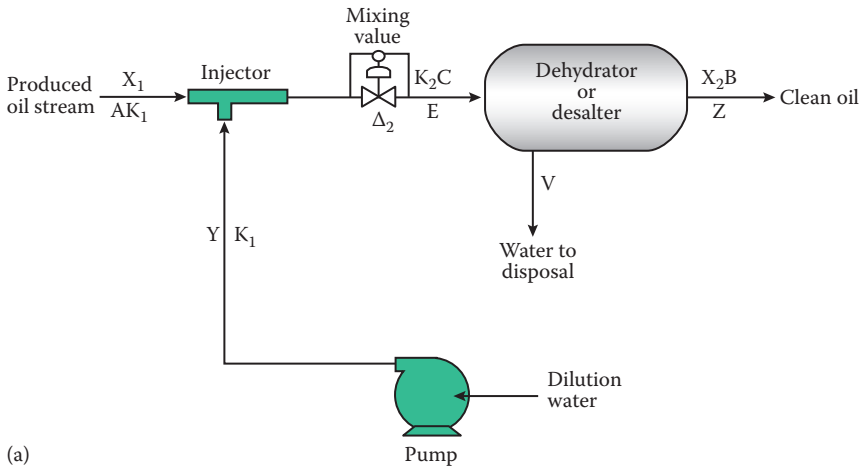 Mixing
value
Produced
oil stream
X₁
AK₁
Injector
K₂C
E
Δ₂
Dehydrator
or
desalter
X₂B
Z
Clean oil
V
Water to
disposal
Y
K₁
Dilution
water
Pump
(a)